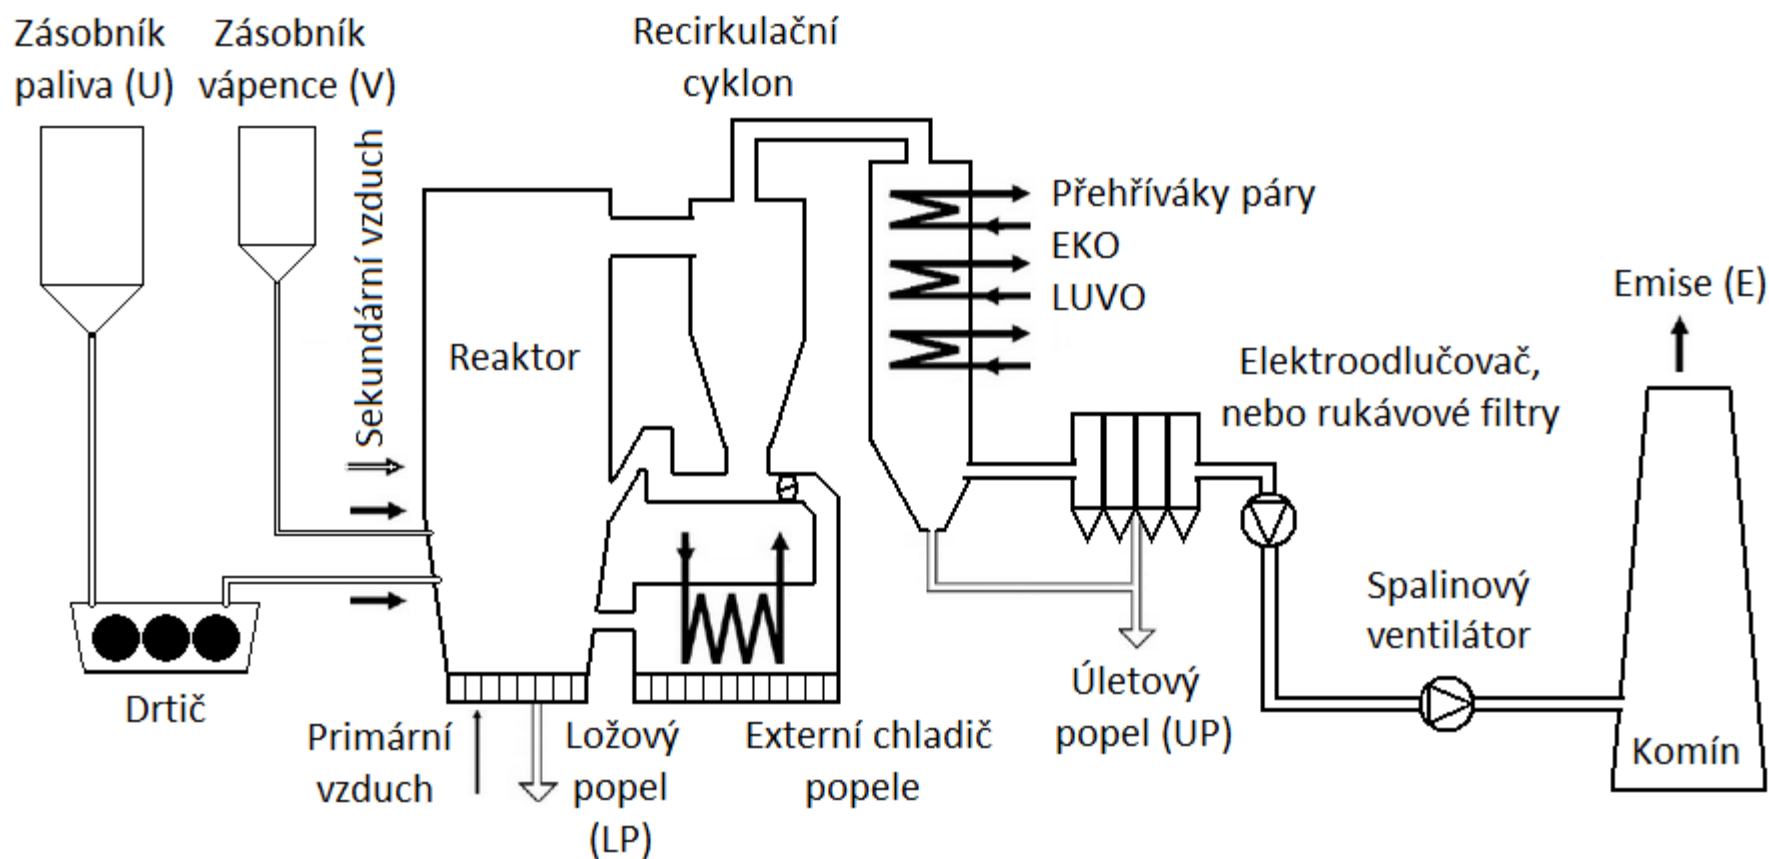 Zásobník
paliva (U)
Zásobník
vápence (V)
Recirkulační
cyklon
Sekundární vzduch
Přehříváky páry
EKO
LUVO
Emise (E)
Reaktor
Elektroodlučovač,
nebo rukávové filtry
Spalinový
ventilátor
Drtič
Primární
vzduch
Ložový
popel
(LP)
Externí chladič
popele
Úletový
popel (UP)
Komín